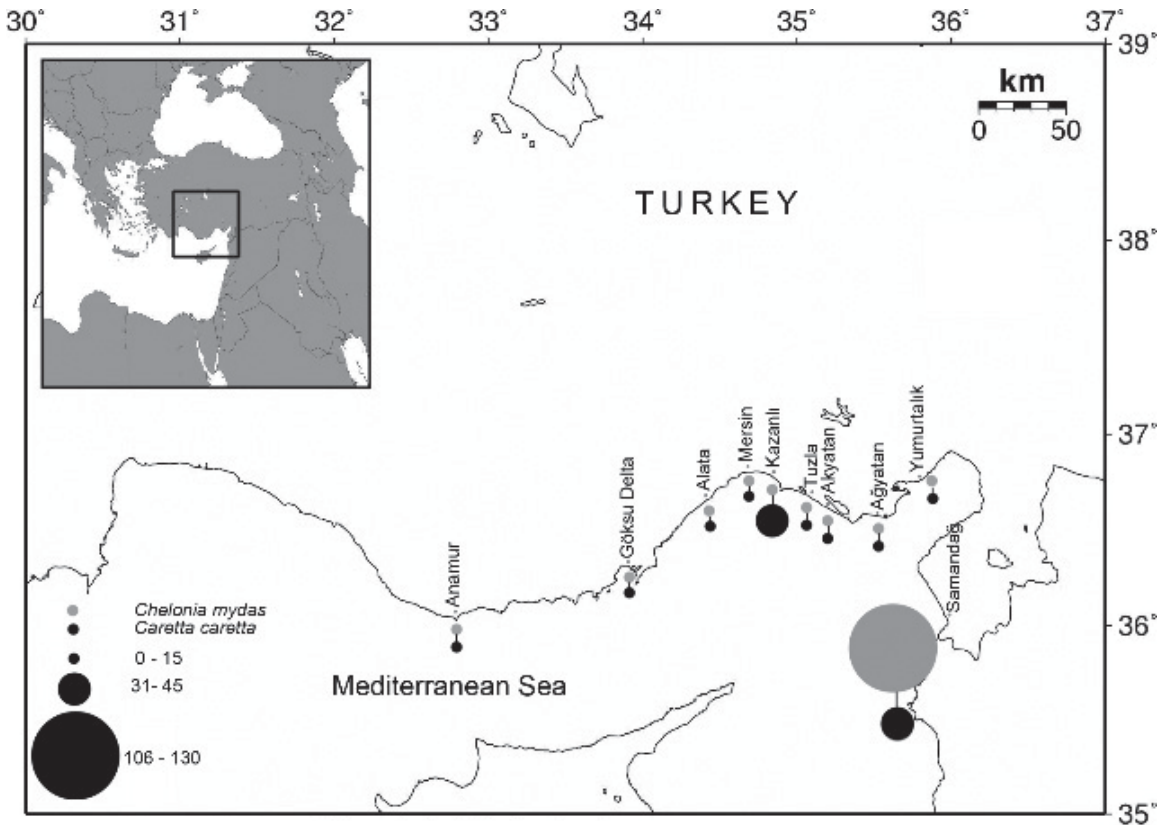 30° 31° 32° 33° 34° 35° 36° 37°
39°
km
0 50
TURKEY
38°
37°
Anamur
Göksu Delta
Alata
Mersin
Kazanlı
Tuzla
Akyatan
Ağyatan
Yumurtalık
Samandağ
36°
Chelonia mydas
Caretta caretta
0 - 15
31- 45
106 - 130
Mediterranean Sea
35°